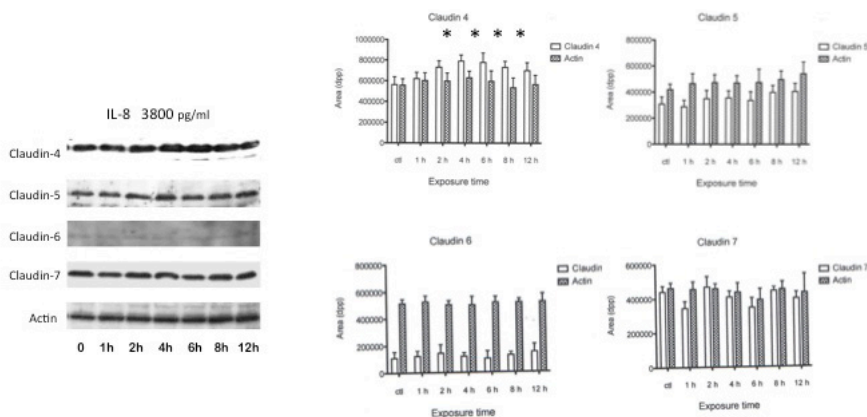 IL-8 3800 pg/ml
Claudin-4
Claudin-5
Claudin-6
Claudin-7
Actin
0 1h 2h 4h 6h 8h 12h
Claudin 4
* * * *
Claudin 4
Actin
Area (dpp)
1000000
800000
600000
400000
200000
0
ctl 1 h 2 h 4 h 6 h 8 h 12 h
Exposure time
Claudin 5
Claudin 5
Actin
Area (dpp)
800000
600000
400000
200000
0
ctl 1 h 2 h 4 h 6 h 8 h 12 h
Exposure time
Claudin 6
Claudin
Actin
Area (dpp)
800000
600000
400000
200000
0
ctl 1 h 2 h 4 h 6 h 8 h 12 h
Exposure time
Claudin 7
Claudin 7
Actin
Area (dpp)
600000
400000
200000
0
ctl 1 h 2 h 4 h 6 h 8 h 12 h
Exposure time